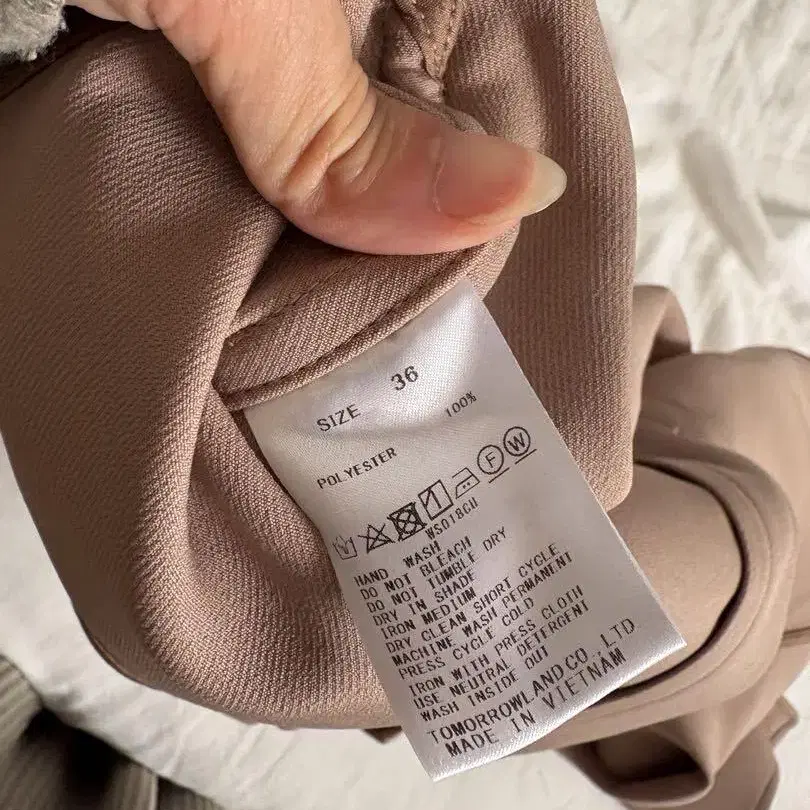 SIZE 36
POLYESTER 100%
F W
WS018GU
HAND WASH
DO NOT BLEACH
DO NOT TUMBLE DRY
DRY IN SHADE
IRON MEDIUM
DRY CLEAN SHORT CYCLE
MACHINE WASH PERMANENT
PRESS CYCLE COLD
IRON WITH PRESS CLOTH
USE NEUTRAL DETERGENT
WASH INSIDE OUT
TOMORROWLAND CO.,LTD
MADE IN VIETNAM